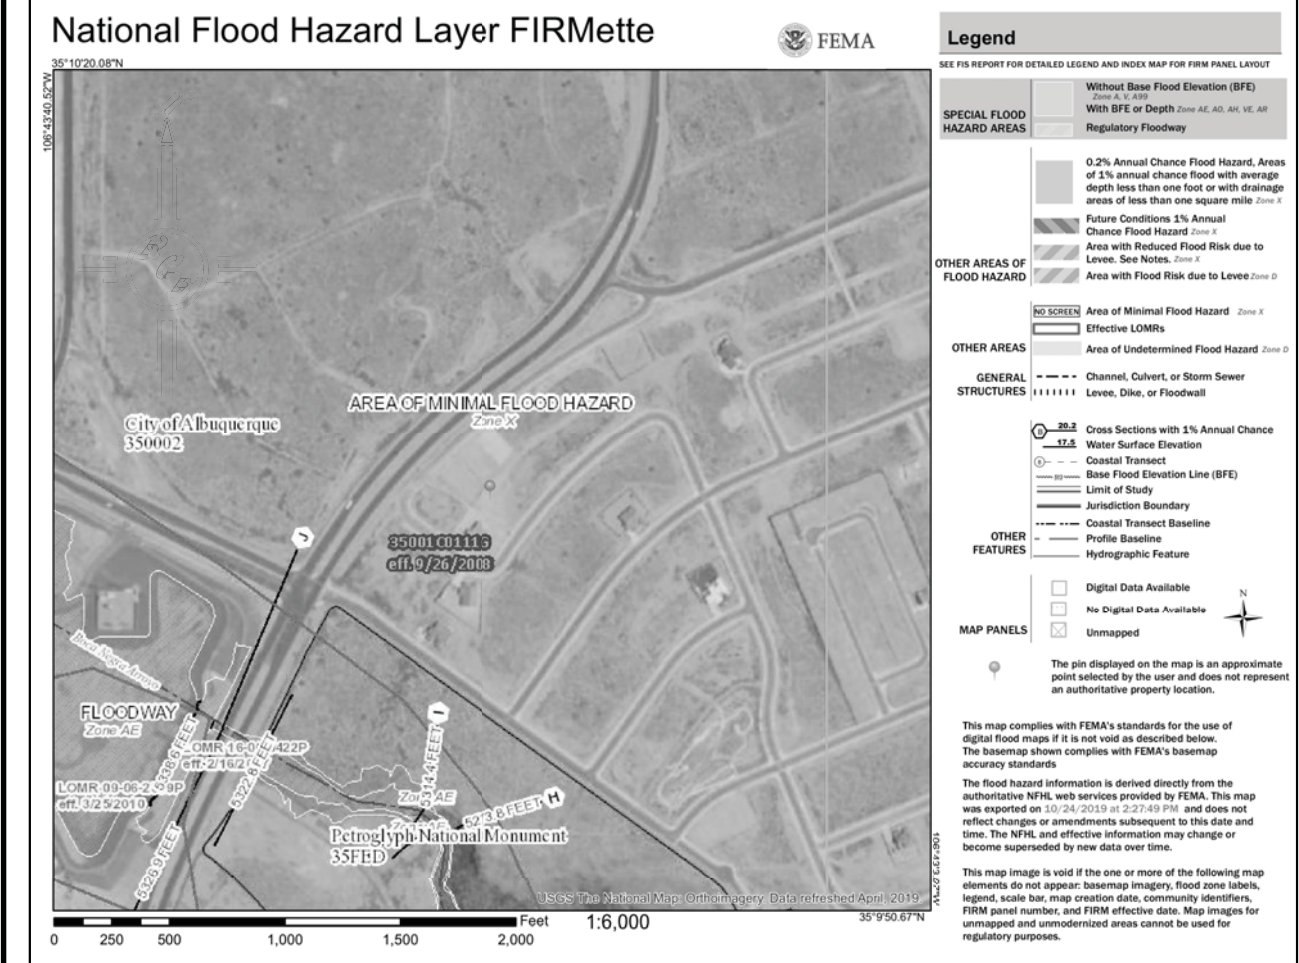 National Flood Hazard Layer FIRMette
FEMA
35°10'20.08"N
106°43'40.52"W
City of Albuquerque
350002
AREA OF MINIMAL FLOOD HAZARD
Zone X
eff. 9/26/2008
J
Boca Negra Arroyo
FLOODWAY
Zone AE
eff. 3/25/2010
5338.6 FEET
5322.8 FEET
5326.9 FEET
I
5314.4 FEET
Zone AE
H
Petroglyph National Monument
35FED
USGS The National Map: Orthoimagery. Data refreshed April, 2019
35°9'50.67"N
Feet
1:6,000
0
250
500
1,000
1,500
2,000
Legend
SEE FIS REPORT FOR DETAILED LEGEND AND INDEX MAP FOR FIRM PANEL LAYOUT
SPECIAL FLOOD
HAZARD AREAS
Without Base Flood Elevation (BFE)
Zone A, V, A99
With BFE or Depth Zone AE, AO, AH, VE, AR
Regulatory Floodway
OTHER AREAS OF
FLOOD HAZARD
0.2% Annual Chance Flood Hazard, Areas
of 1% annual chance flood with average
depth less than one foot or with drainage
areas of less than one square mile Zone X
Future Conditions 1% Annual
Chance Flood Hazard Zone X
Area with Reduced Flood Risk due to
Levee. See Notes. Zone X
Area with Flood Risk due to Levee Zone D
OTHER AREAS
NO SCREEN Area of Minimal Flood Hazard Zone X
Effective LOMRs
Area of Undetermined Flood Hazard Zone D
GENERAL
STRUCTURES
Channel, Culvert, or Storm Sewer
Levee, Dike, or Floodwall
OTHER
FEATURES
B 20.2 Cross Sections with 1% Annual Chance
17.5 Water Surface Elevation
Coastal Transect
Base Flood Elevation Line (BFE)
Limit of Study
Jurisdiction Boundary
Coastal Transect Baseline
Profile Baseline
Hydrographic Feature
MAP PANELS
Digital Data Available
No Digital Data Available
Unmapped
N
The pin displayed on the map is an approximate
point selected by the user and does not represent
an authoritative property location.
This map complies with FEMA's standards for the use of
digital flood maps if it is not void as described below.
The basemap shown complies with FEMA's basemap
accuracy standards
The flood hazard information is derived directly from the
authoritative NFHL web services provided by FEMA. This map
was exported on 10/24/2019 at 2:27:49 PM and does not
reflect changes or amendments subsequent to this date and
time. The NFHL and effective information may change or
become superseded by new data over time.
This map image is void if the one or more of the following map
elements do not appear: basemap imagery, flood zone labels,
legend, scale bar, map creation date, community identifiers,
FIRM panel number, and FIRM effective date. Map images for
unmapped and unmodernized areas cannot be used for
regulatory purposes.